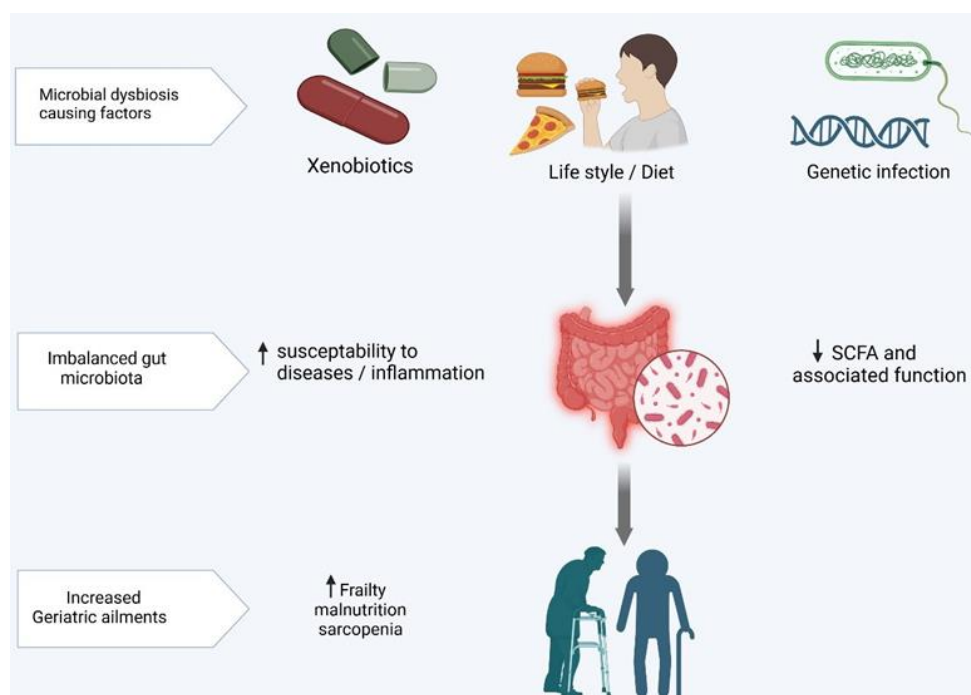 Microbial dysbiosis
causing factors
Xenobiotics
Life style / Diet
Genetic infection
Imbalanced gut
microbiota
↑ susceptability to
diseases / inflammation
↓ SCFA and
associated function
Increased
Geriatric ailments
↑ Frailty
malnutrition
sarcopenia